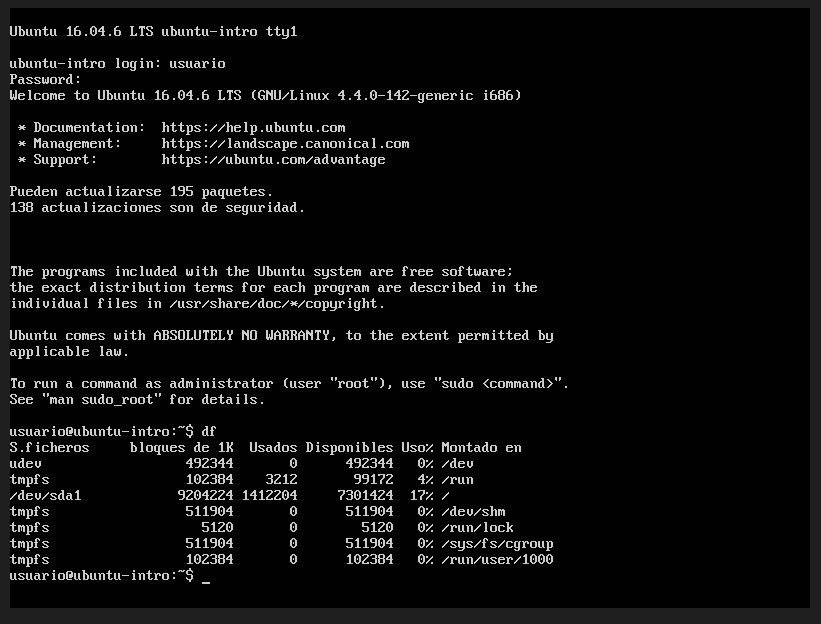 Ubuntu 16.04.6 LTS ubuntu-intro tty1
ubuntu-intro login: usuario
Password:
Welcome to Ubuntu 16.04.6 LTS (GNU/Linux 4.4.0-142-generic i686)
 * Documentation:  https://help.ubuntu.com
 * Management:     https://landscape.canonical.com
 * Support:        https://ubuntu.com/advantage
Pueden actualizarse 195 paquetes.
138 actualizaciones son de seguridad.
The programs included with the Ubuntu system are free software;
the exact distribution terms for each program are described in the
individual files in /usr/share/doc/*/copyright.
Ubuntu comes with ABSOLUTELY NO WARRANTY, to the extent permitted by
applicable law.
To run a command as administrator (user "root"), use "sudo <command>".
See "man sudo_root" for details.
usuario@ubuntu-intro:~$ df
S.ficheros     bloques de 1K  Usados Disponibles Uso% Montado en
udev                  492344       0      492344   0% /dev
tmpfs                 102384    3212       99172   4% /run
/dev/sda1            9204224 1412204     7301424  17% /
tmpfs                 511904       0      511904   0% /dev/shm
tmpfs                   5120       0        5120   0% /run/lock
tmpfs                 511904       0      511904   0% /sys/fs/cgroup
tmpfs                 102384       0      102384   0% /run/user/1000
usuario@ubuntu-intro:~$ _